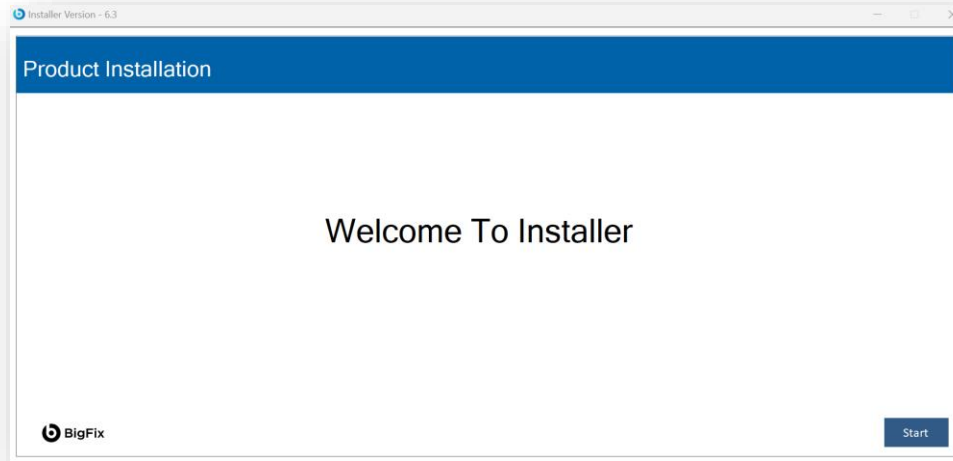 Installer Version - 6.3
Product Installation
Welcome To Installer
BigFix
Start